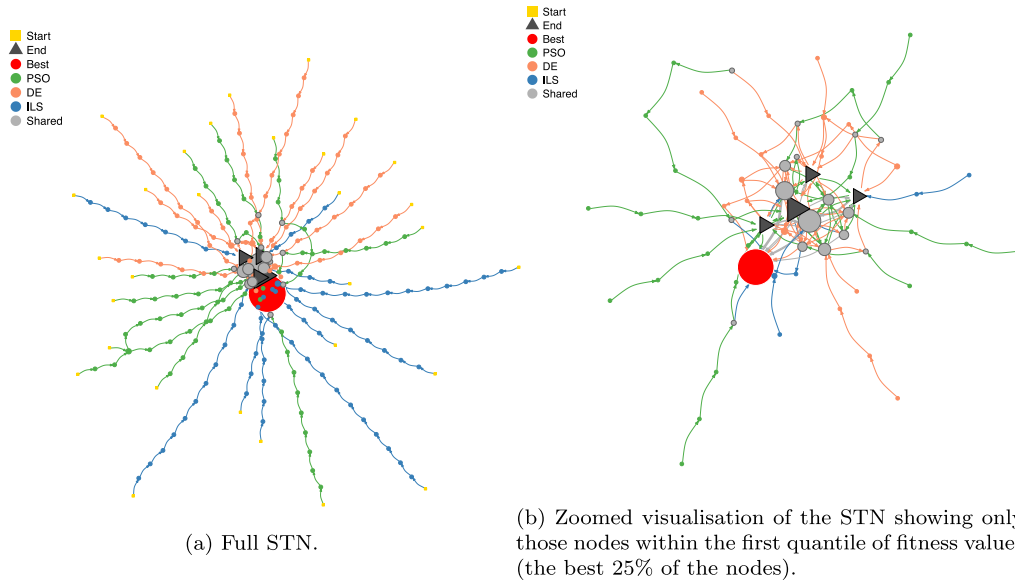 Start
End
Best
PSO
DE
ILS
Shared
Start
End
Best
PSO
DE
ILS
Shared
(a) Full STN.
(b) Zoomed visualisation of the STN showing only
those nodes within the first quantile of fitness value
(the best 25% of the nodes).